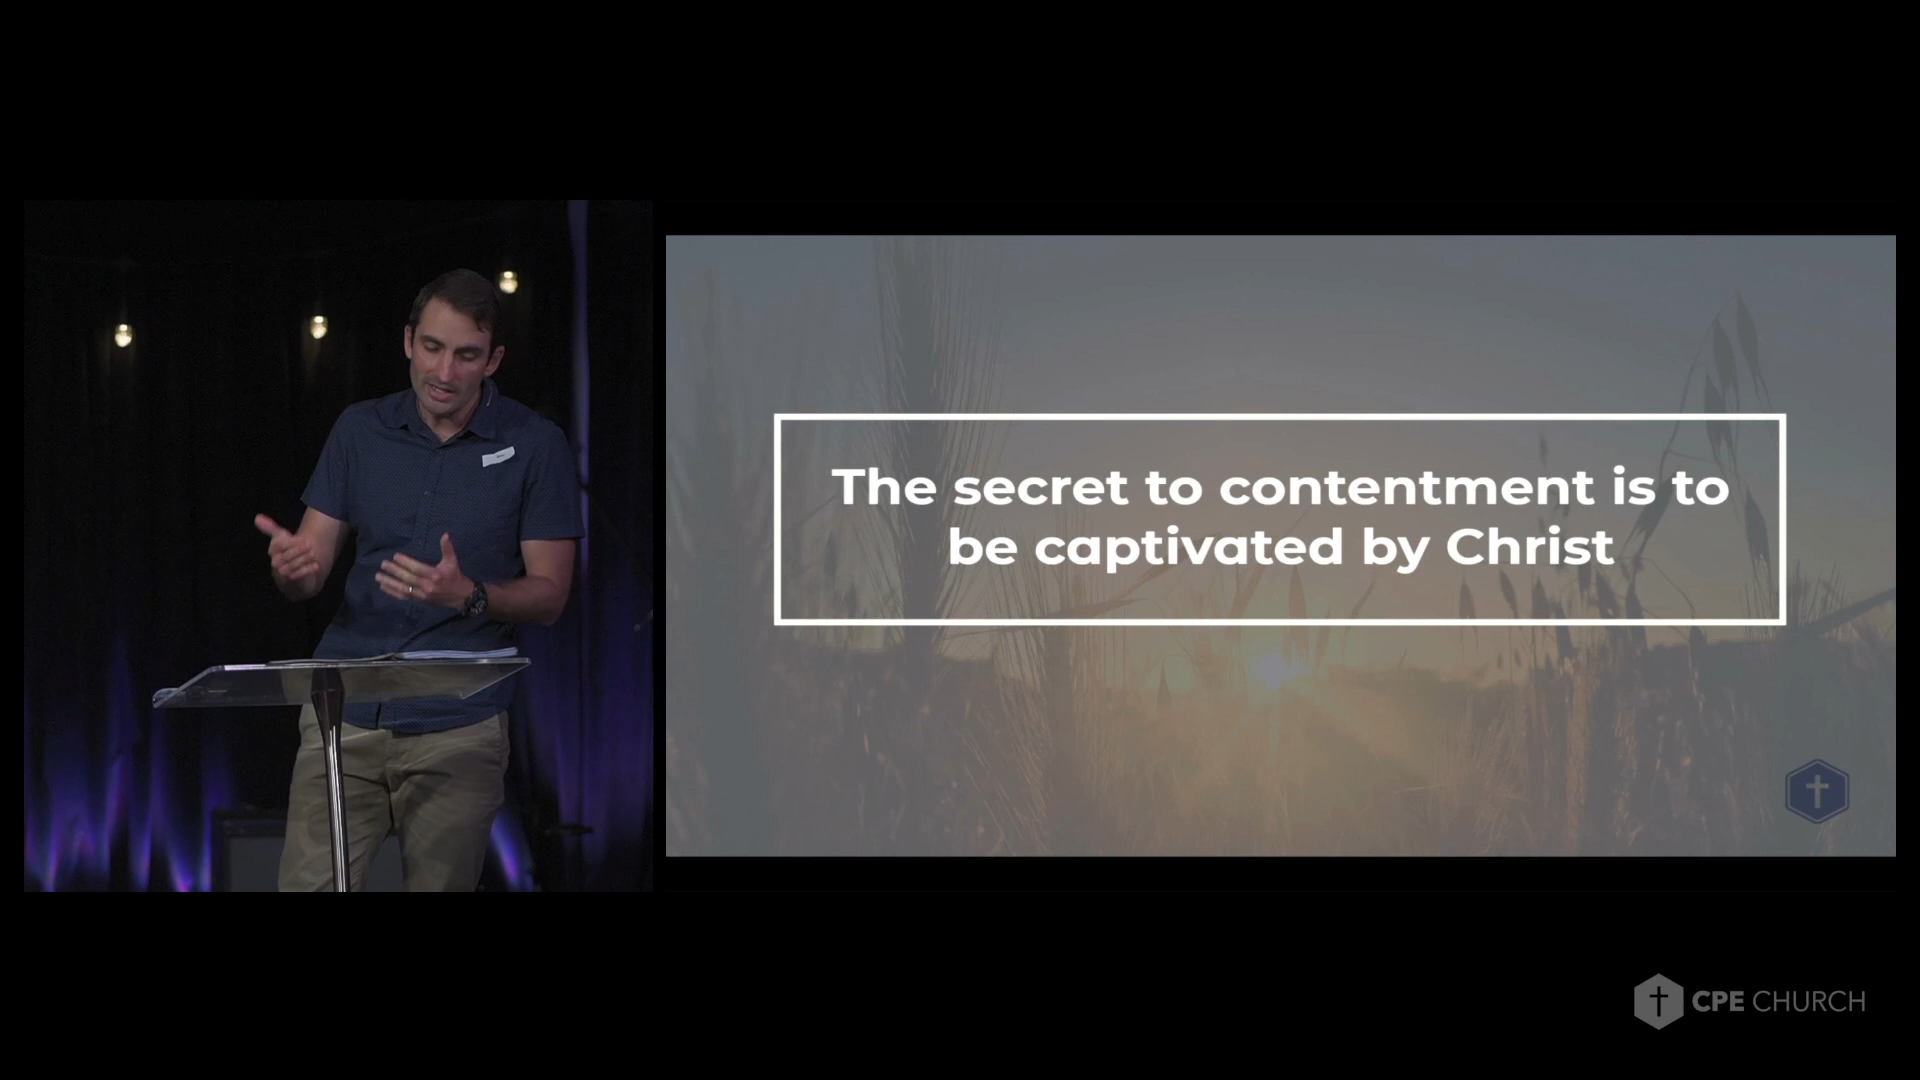 The secret to contentment is to
be captivated by Christ
CPE CHURCH